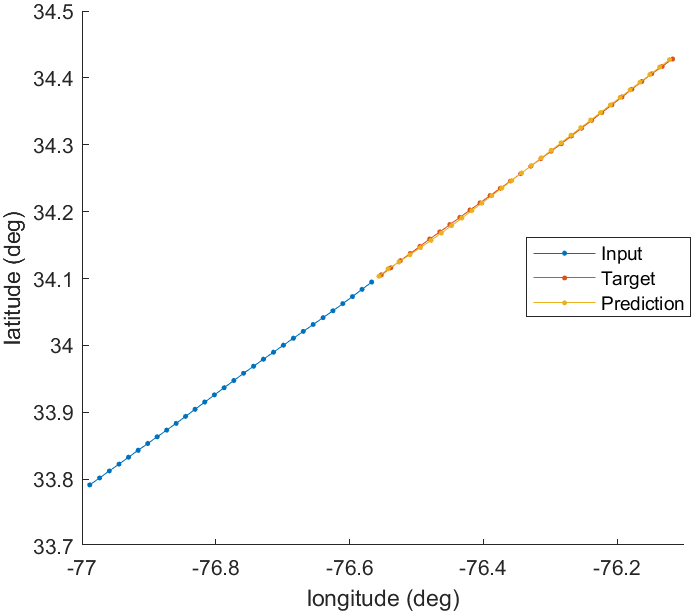 34.5
34.4
34.3
34.2
34.1
34
33.9
33.8
33.7
latitude (deg)
Input
Target
Prediction
-77
-76.8
-76.6
-76.4
-76.2
longitude (deg)